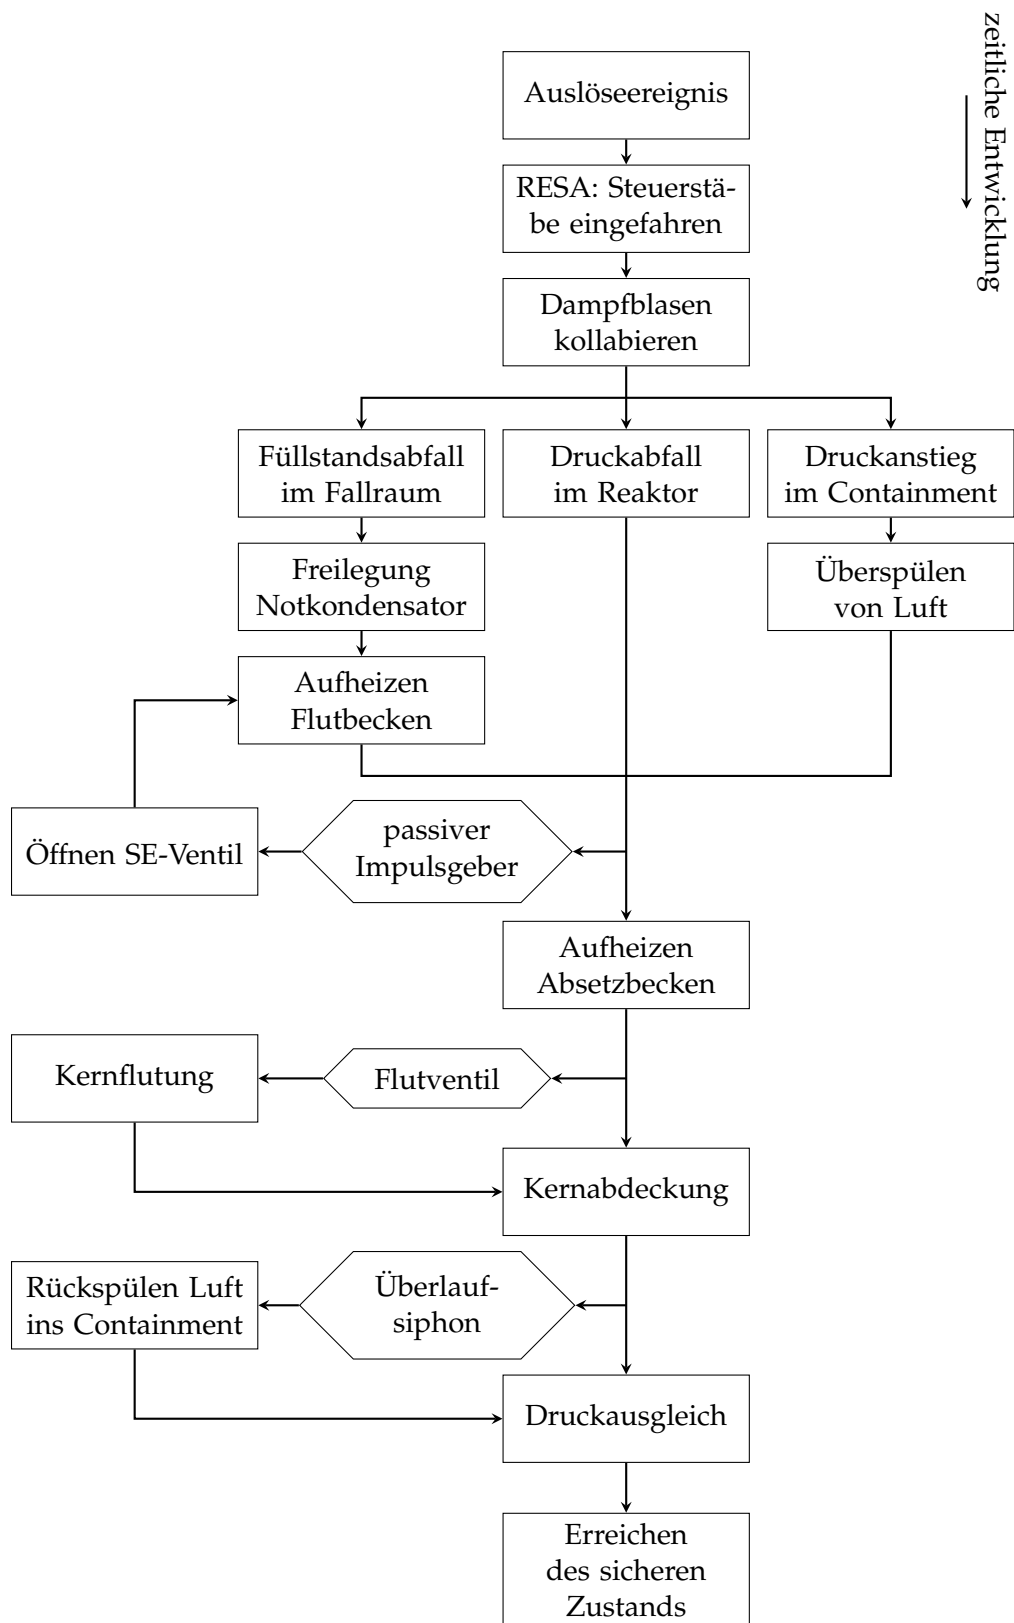 zeitliche Entwicklung
Auslöseereignis
RESA: Steuerstä-
be eingefahren
Dampfblasen
kollabieren
Füllstandsabfall
im Fallraum
Druckabfall
im Reaktor
Druckanstieg
im Containment
Freilegung
Notkondensator
Überspülen
von Luft
Aufheizen
Flutbecken
Öffnen SE-Ventil
passiver
Impulsgeber
Aufheizen
Absetzbecken
Kernflutung
Flutventil
Kernabdeckung
Rückspülen Luft
ins Containment
Überlauf-
siphon
Druckausgleich
Erreichen
des sicheren
Zustands